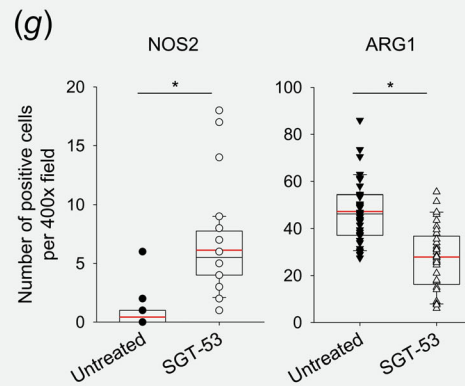 (g)
NOS2
ARG1
Number of positive cells
per 400x field
20
15
10
5
0
*
Untreated
SGT-53
100
80
60
40
20
0
*
Untreated
SGT-53